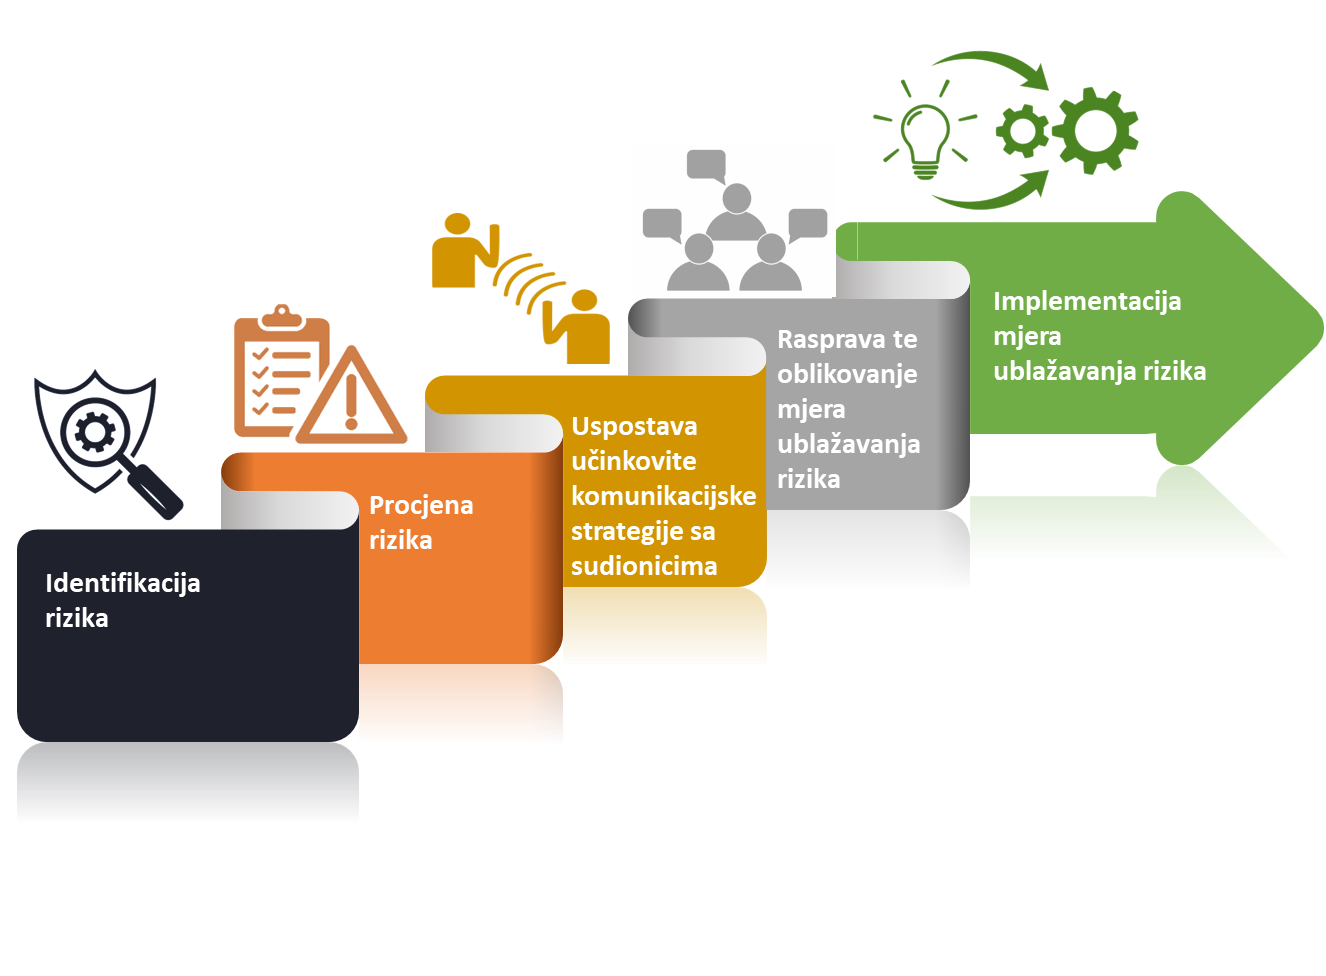 Identifikacija
rizika
Procjena
rizika
Uspostava
učinkovite
komunikacijske
strategije sa
sudionicima
Rasprava te
oblikovanje
mjera
ublažavanja
rizika
Implementacija
mjera
ublažavanja rizika